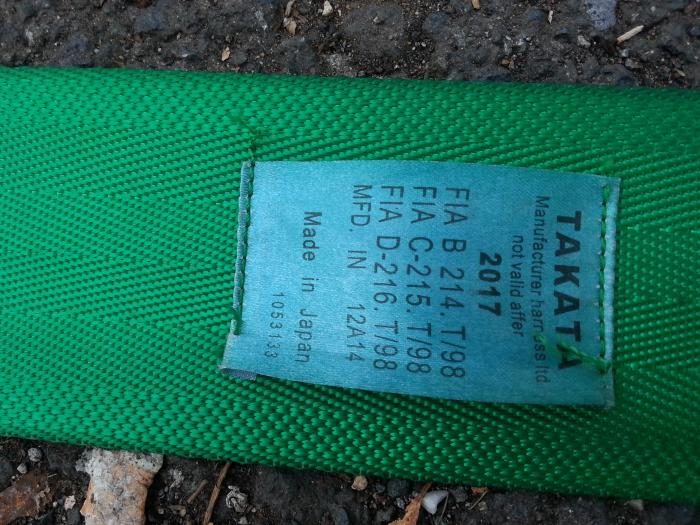 TAKATA
Manufacturer harness ltd
not valid affer
2017
FIA B 214. T/98
FIA C-215. T/98
FIA D-216. T/98
MFD. IN 12A14
Made in Japan
1053133